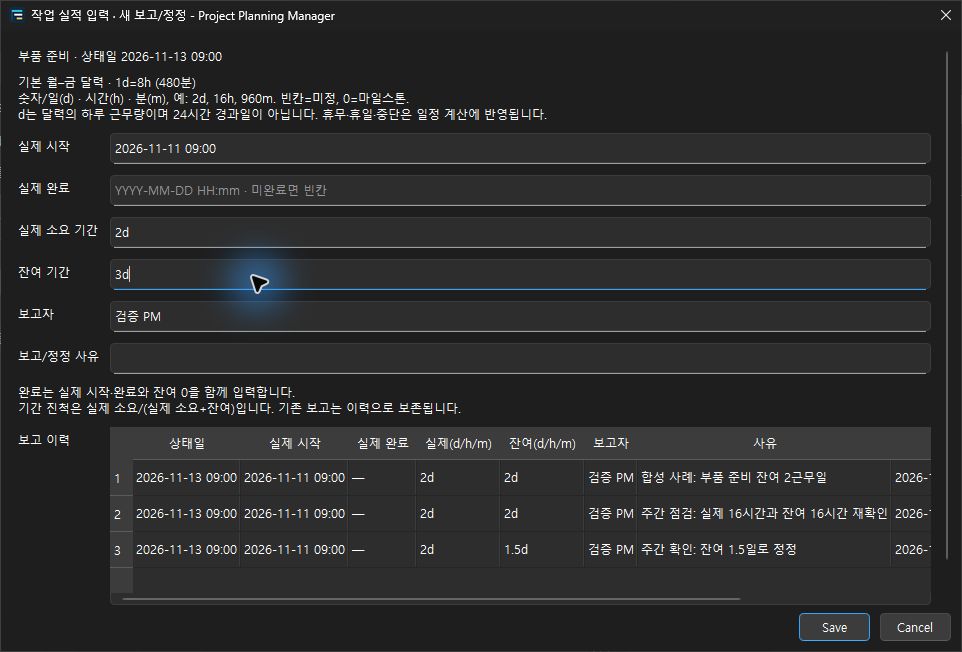 작업 실적 입력 · 새 보고/정정 - Project Planning Manager
부품 준비 · 상태일 2026-11-13 09:00
기본 월–금 달력 · 1d=8h (480분)
숫자/일(d) · 시간(h) · 분(m), 예: 2d, 16h, 960m. 빈칸=미정, 0=마일스톤.
d는 달력의 하루 근무량이며 24시간 경과일이 아닙니다. 휴무·휴일·중단은 일정 계산에 반영됩니다.
실제 시작 2026-11-11 09:00
실제 완료 YYYY-MM-DD HH:mm · 미완료면 빈칸
실제 소요 기간 2d
잔여 기간 3d
보고자 검증 PM
보고/정정 사유
완료는 실제 시작·완료와 잔여 0을 함께 입력합니다.
기간 진척은 실제 소요/(실제 소요+잔여)입니다. 기존 보고는 이력으로 보존됩니다.
보고 이력
상태일 실제 시작 실제 완료 실제(d/h/m) 잔여(d/h/m) 보고자 사유
1 2026-11-13 09:00 2026-11-11 09:00 — 2d 2d 검증 PM 합성 사례: 부품 준비 잔여 2근무일 2026-
2 2026-11-13 09:00 2026-11-11 09:00 — 2d 2d 검증 PM 주간 점검: 실제 16시간과 잔여 16시간 재확인 2026-
3 2026-11-13 09:00 2026-11-11 09:00 — 2d 1.5d 검증 PM 주간 확인: 잔여 1.5일로 정정 2026-
Save Cancel